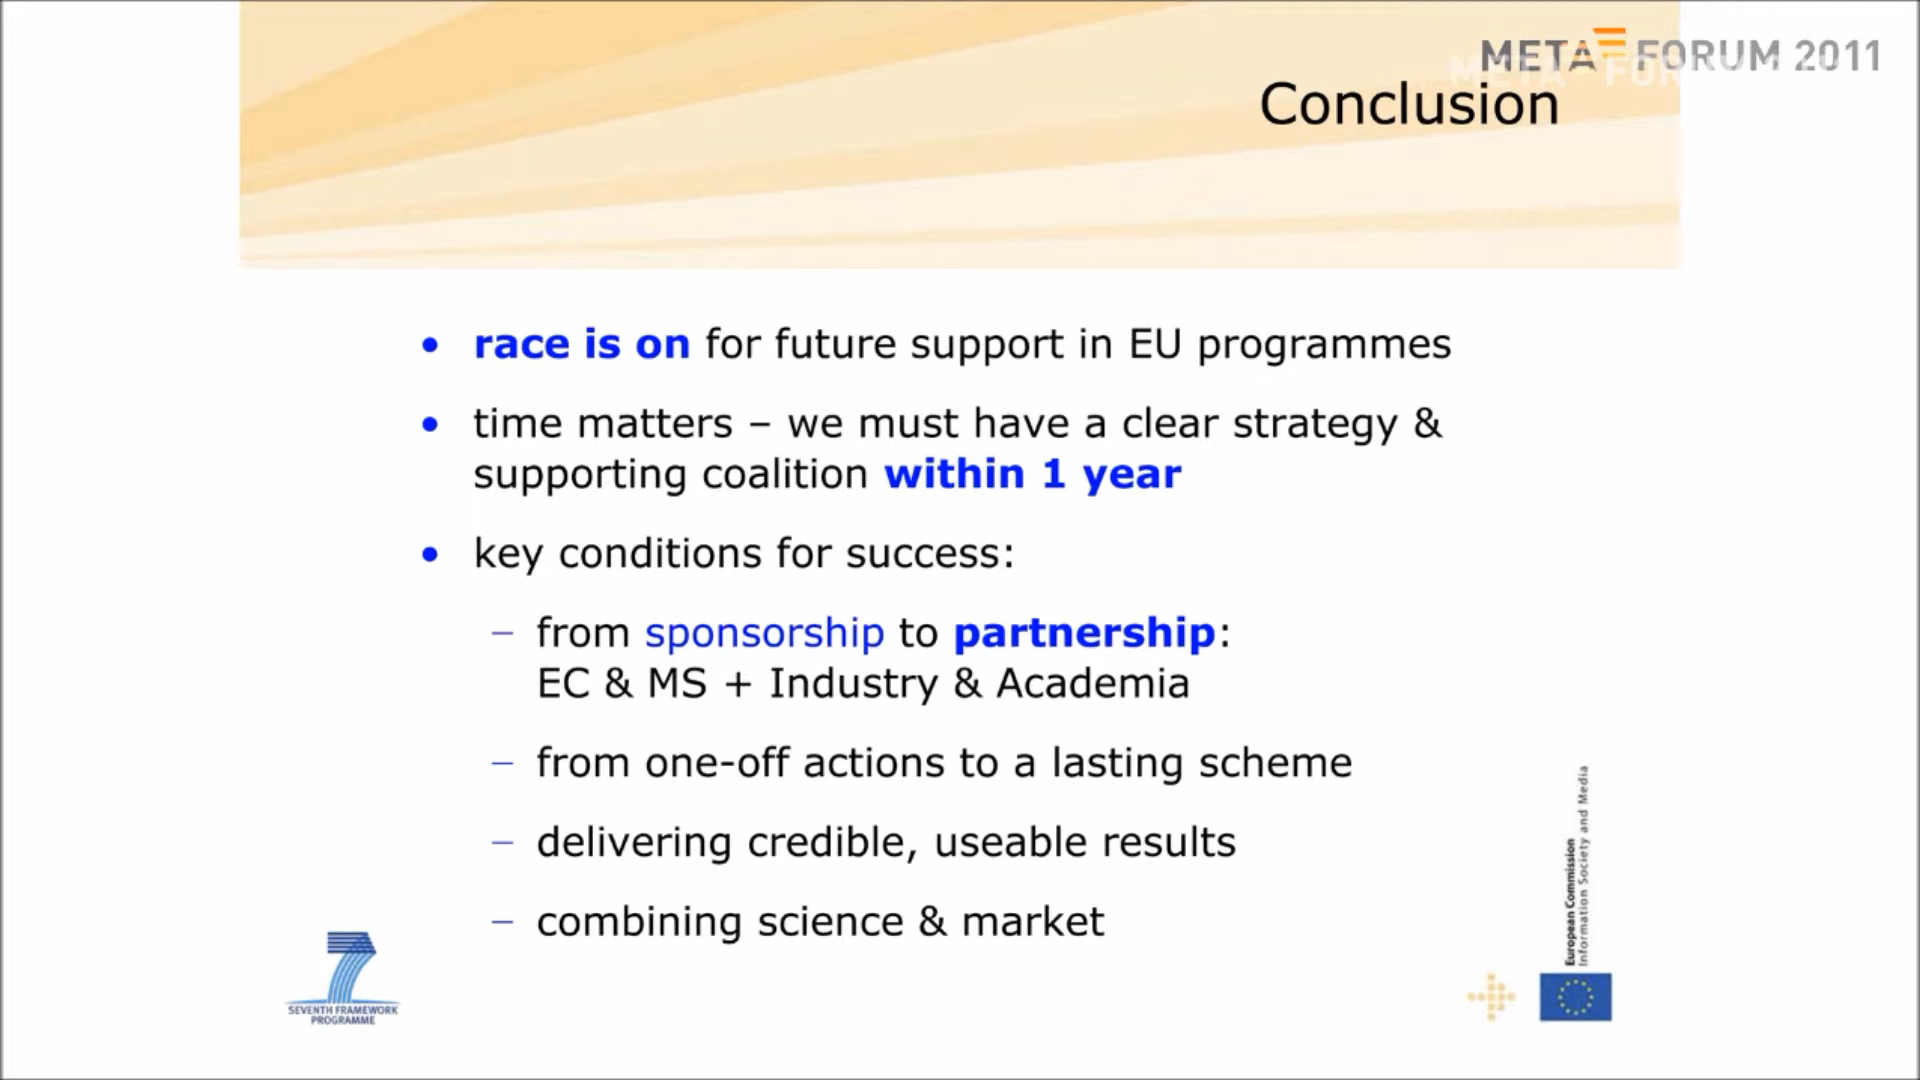 META FORUM 2011
Conclusion
• race is on for future support in EU programmes
• time matters – we must have a clear strategy &
supporting coalition within 1 year
• key conditions for success:
– from sponsorship to partnership:
EC & MS + Industry & Academia
– from one-off actions to a lasting scheme
– delivering credible, useable results
– combining science & market
SEVENTH FRAMEWORK
PROGRAMME
European Commission
Information Society and Media